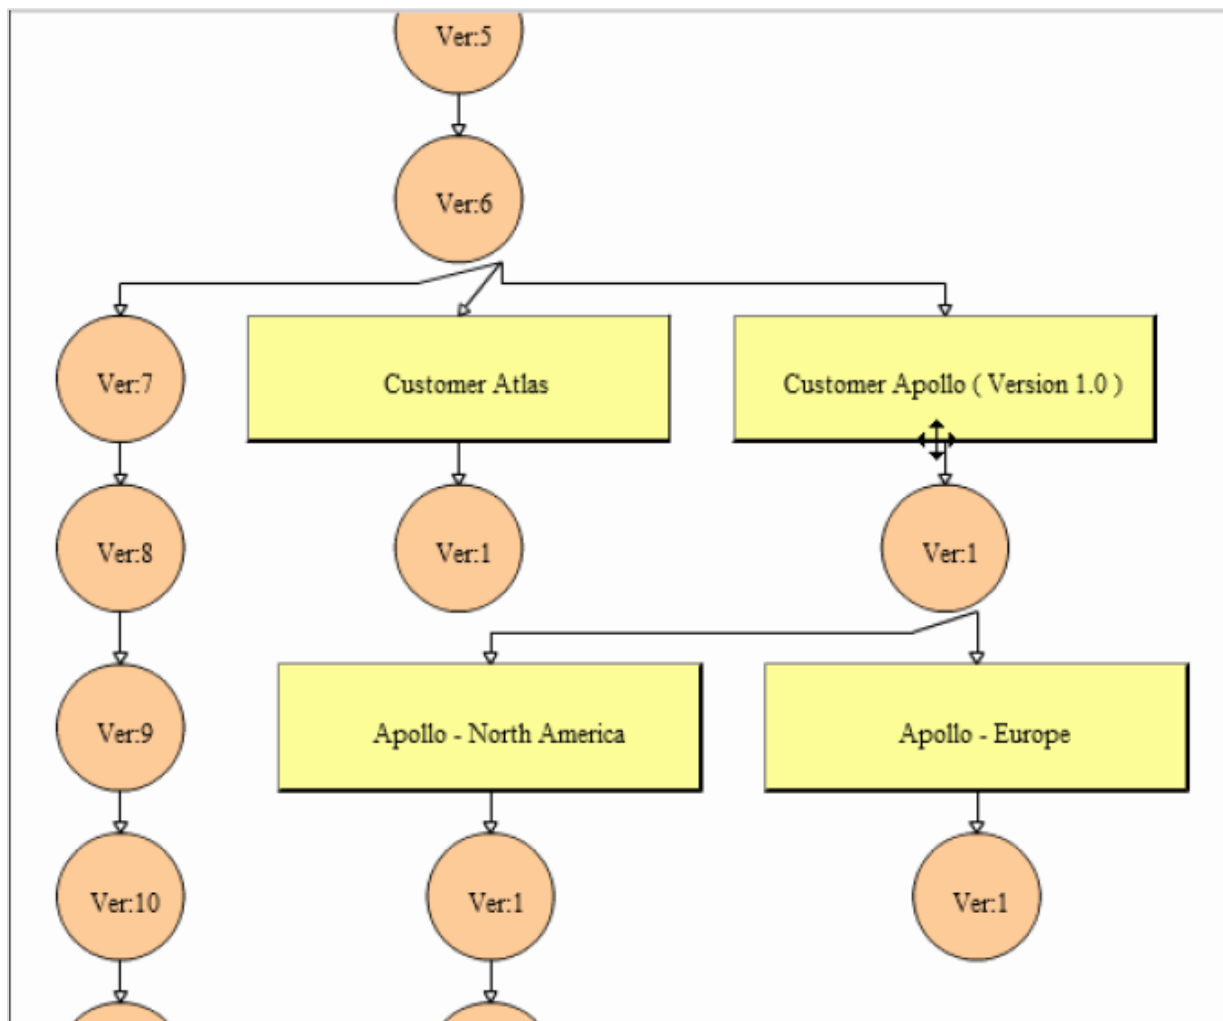 Ver:5
Ver:6
Ver:7
Customer Atlas
Customer Apollo ( Version 1.0 )
Ver:8
Ver:1
Ver:1
Ver:9
Apollo - North America
Apollo - Europe
Ver:10
Ver:1
Ver:1